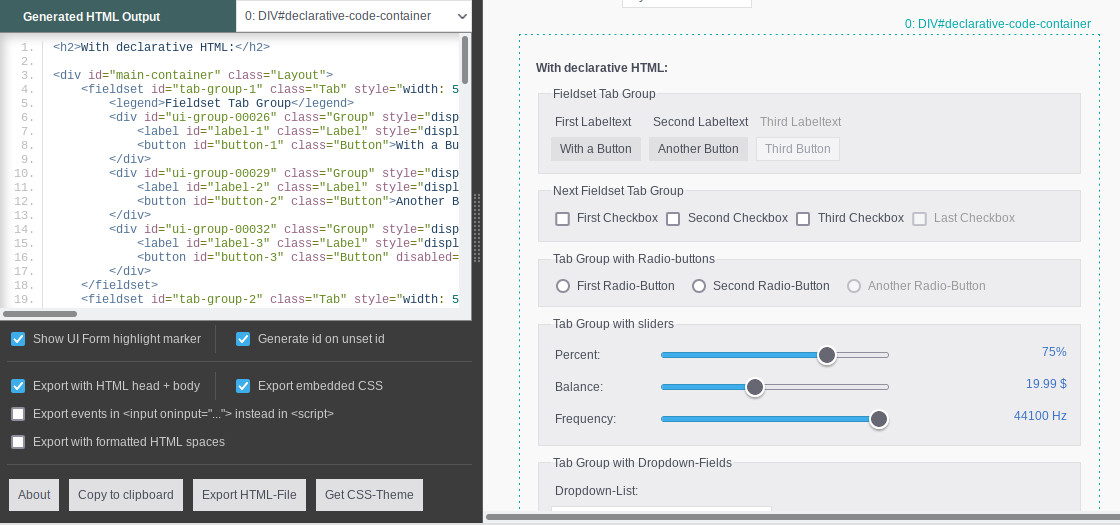 Generated HTML Output
0: DIV#declarative-code-container
1. <h2>With declarative HTML:</h2>
2.
3. <div id="main-container" class="Layout">
4. <fieldset id="tab-group-1" class="Tab" style="width: 5
5. <legend>Fieldset Tab Group</legend>
6. <div id="ui-group-00026" class="Group" style="disp
7. <label id="label-1" class="Label" style="displ
8. <button id="button-1" class="Button">With a Bu
9. </div>
10. <div id="ui-group-00029" class="Group" style="disp
11. <label id="label-2" class="Label" style="displ
12. <button id="button-2" class="Button">Another B
13. </div>
14. <div id="ui-group-00032" class="Group" style="disp
15. <label id="label-3" class="Label" style="displ
16. <button id="button-3" class="Button" disabled=
17. </div>
18. </fieldset>
19. <fieldset id="tab-group-2" class="Tab" style="width: 5
Show UI Form highlight marker
Generate id on unset id
Export with HTML head + body
Export embedded CSS
Export events in <input oninput="..."> instead in <script>
Export with formatted HTML spaces
About
Copy to clipboard
Export HTML-File
Get CSS-Theme
0: DIV#declarative-code-container
With declarative HTML:
Fieldset Tab Group
First Labeltext Second Labeltext Third Labeltext
With a Button Another Button Third Button
Next Fieldset Tab Group
First Checkbox Second Checkbox Third Checkbox Last Checkbox
Tab Group with Radio-buttons
First Radio-Button Second Radio-Button Another Radio-Button
Tab Group with sliders
Percent: 75%
Balance: 19.99 $
Frequency: 44100 Hz
Tab Group with Dropdown-Fields
Dropdown-List: